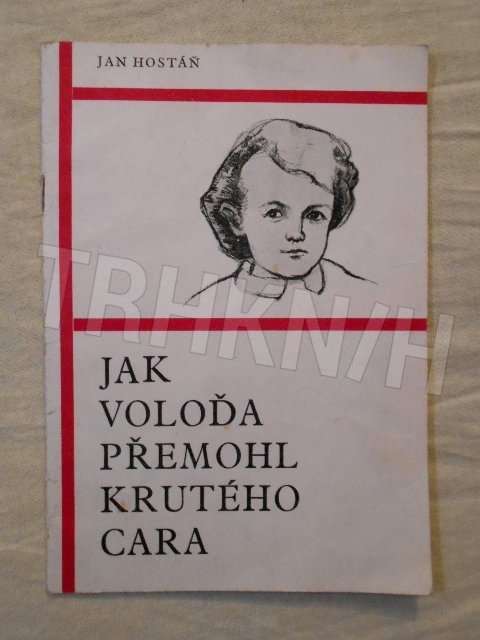 JAN HOSTÁŇ
TRHKNIH
JAK
VOLOĎA
PŘEMOHL
KRUTÉHO
CARA